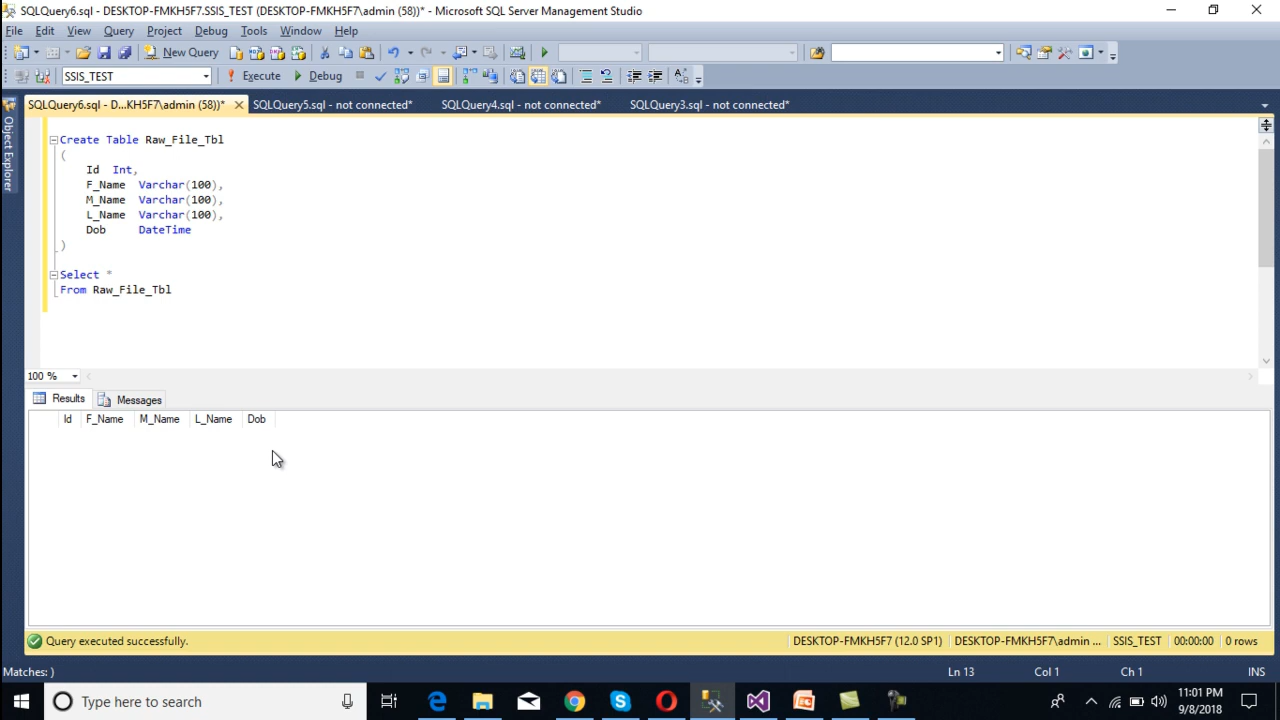 SQLQuery6.sql - DESKTOP-FMKH5F7.SSIS_TEST (DESKTOP-FMKH5F7\admin (58))* - Microsoft SQL Server Management Studio
File Edit View Query Project Debug Tools Window Help
New Query
SSIS_TEST Execute Debug
SQLQuery6.sql - D...KH5F7\admin (58))* SQLQuery5.sql - not connected* SQLQuery4.sql - not connected* SQLQuery3.sql - not connected*
Object Explorer
Create Table Raw_File_Tbl
(
Id Int,
F_Name Varchar(100),
M_Name Varchar(100),
L_Name Varchar(100),
Dob DateTime
)
Select *
From Raw_File_Tbl
100 %
Results Messages
Id F_Name M_Name L_Name Dob
Query executed successfully. DESKTOP-FMKH5F7 (12.0 SP1) DESKTOP-FMKH5F7\admin ... SSIS_TEST 00:00:00 0 rows
Matches: ) Ln 13 Col 1 Ch 1 INS
Type here to search
11:01 PM
9/8/2018